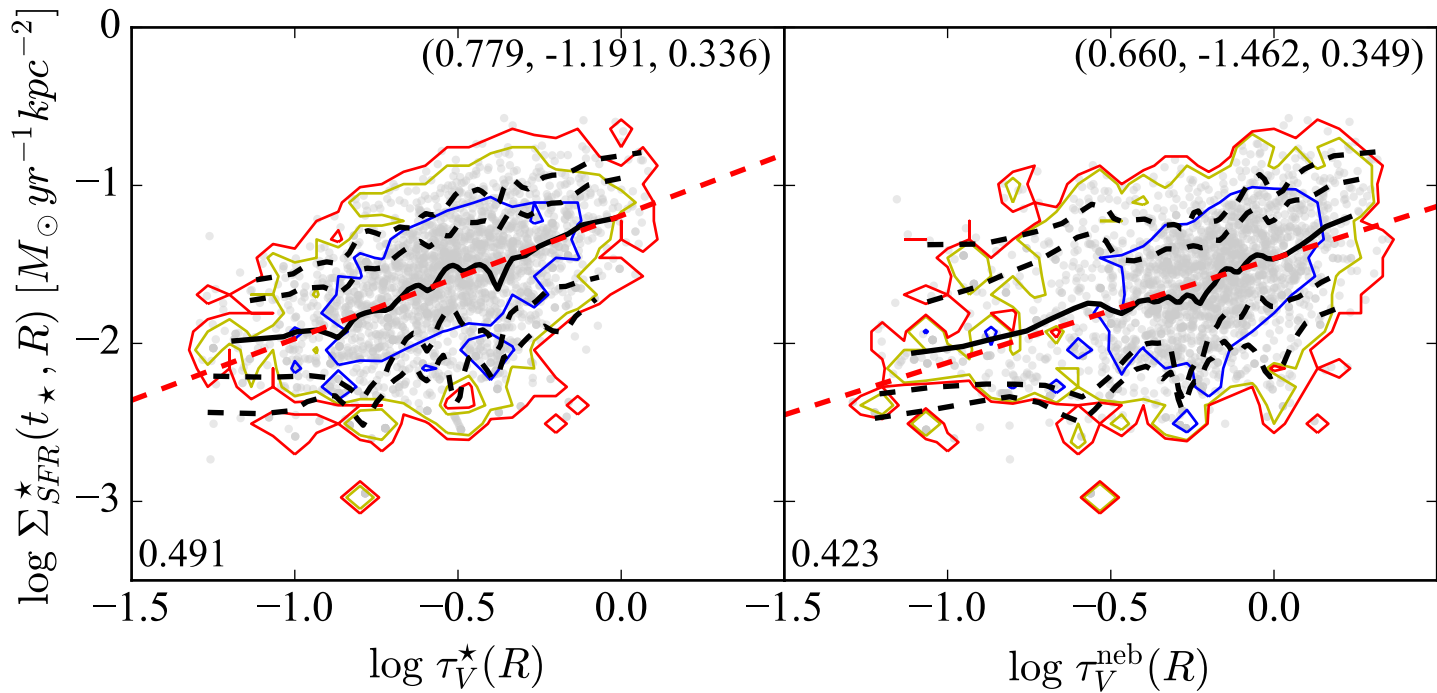 log Σ★SFR(t★, R) [M⊙ yr−1 kpc−2]
0
−1
−2
−3
(0.779, -1.191, 0.336)
0.491
(0.660, -1.462, 0.349)
0.423
−1.5 −1.0 −0.5 0.0 −1.5 −1.0 −0.5 0.0
log τ★V(R)
log τnebV(R)